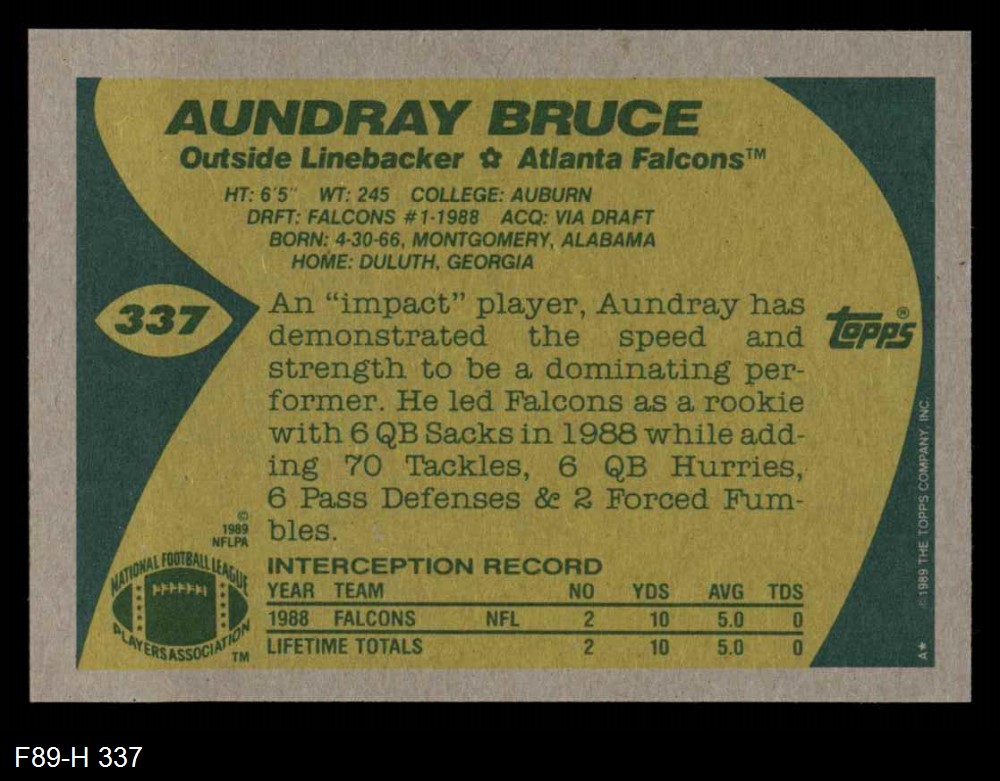 AUNDRAY BRUCE
Outside Linebacker ✿ Atlanta Falcons™
HT: 6'5" WT: 245 COLLEGE: AUBURN
DRFT: FALCONS #1-1988 ACQ: VIA DRAFT
BORN: 4-30-66, MONTGOMERY, ALABAMA
HOME: DULUTH, GEORGIA
337
An “impact” player, Aundray has
demonstrated the speed and
strength to be a dominating per-
former. He led Falcons as a rookie
with 6 QB Sacks in 1988 while add-
ing 70 Tackles, 6 QB Hurries,
6 Pass Defenses & 2 Forced Fum-
bles.
topps®
© 1989 THE TOPPS COMPANY, INC.
A*
©
1989
NFLPA
NATIONAL FOOTBALL LEAGUE
PLAYERS ASSOCIATION
TM
INTERCEPTION RECORD
YEAR TEAM NO YDS AVG TDS
1988 FALCONS NFL 2 10 5.0 0
LIFETIME TOTALS 2 10 5.0 0
F89-H 337